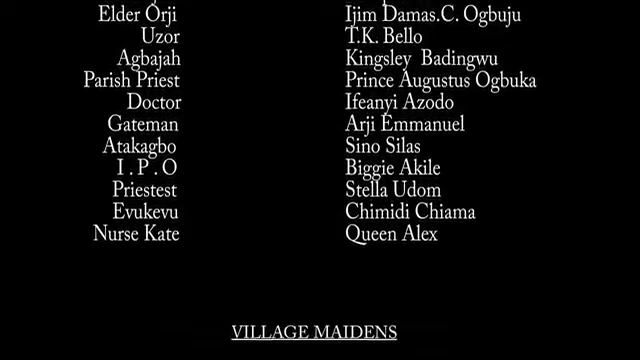 Elder Orji Ijim Damas.C. Ogbuju
Uzor T.K. Bello
Agbajah Kingsley Badingwu
Parish Priest Prince Augustus Ogbuka
Doctor Ifeanyi Azodo
Gateman Arji Emmanuel
Atakagbo Sino Silas
I . P . O Biggie Akile
Priestest Stella Udom
Evukevu Chimidi Chiama
Nurse Kate Queen Alex
VILLAGE MAIDENS